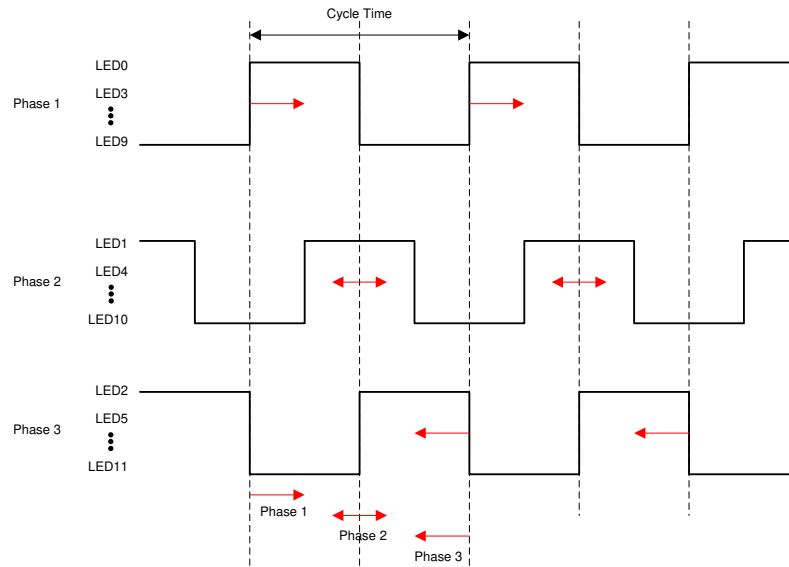 Cycle Time
LED0
Phase 1
LED3
LED9
LED1
Phase 2
LED4
LED10
LED2
Phase 3
LED5
LED11
Phase 1
Phase 2
Phase 3